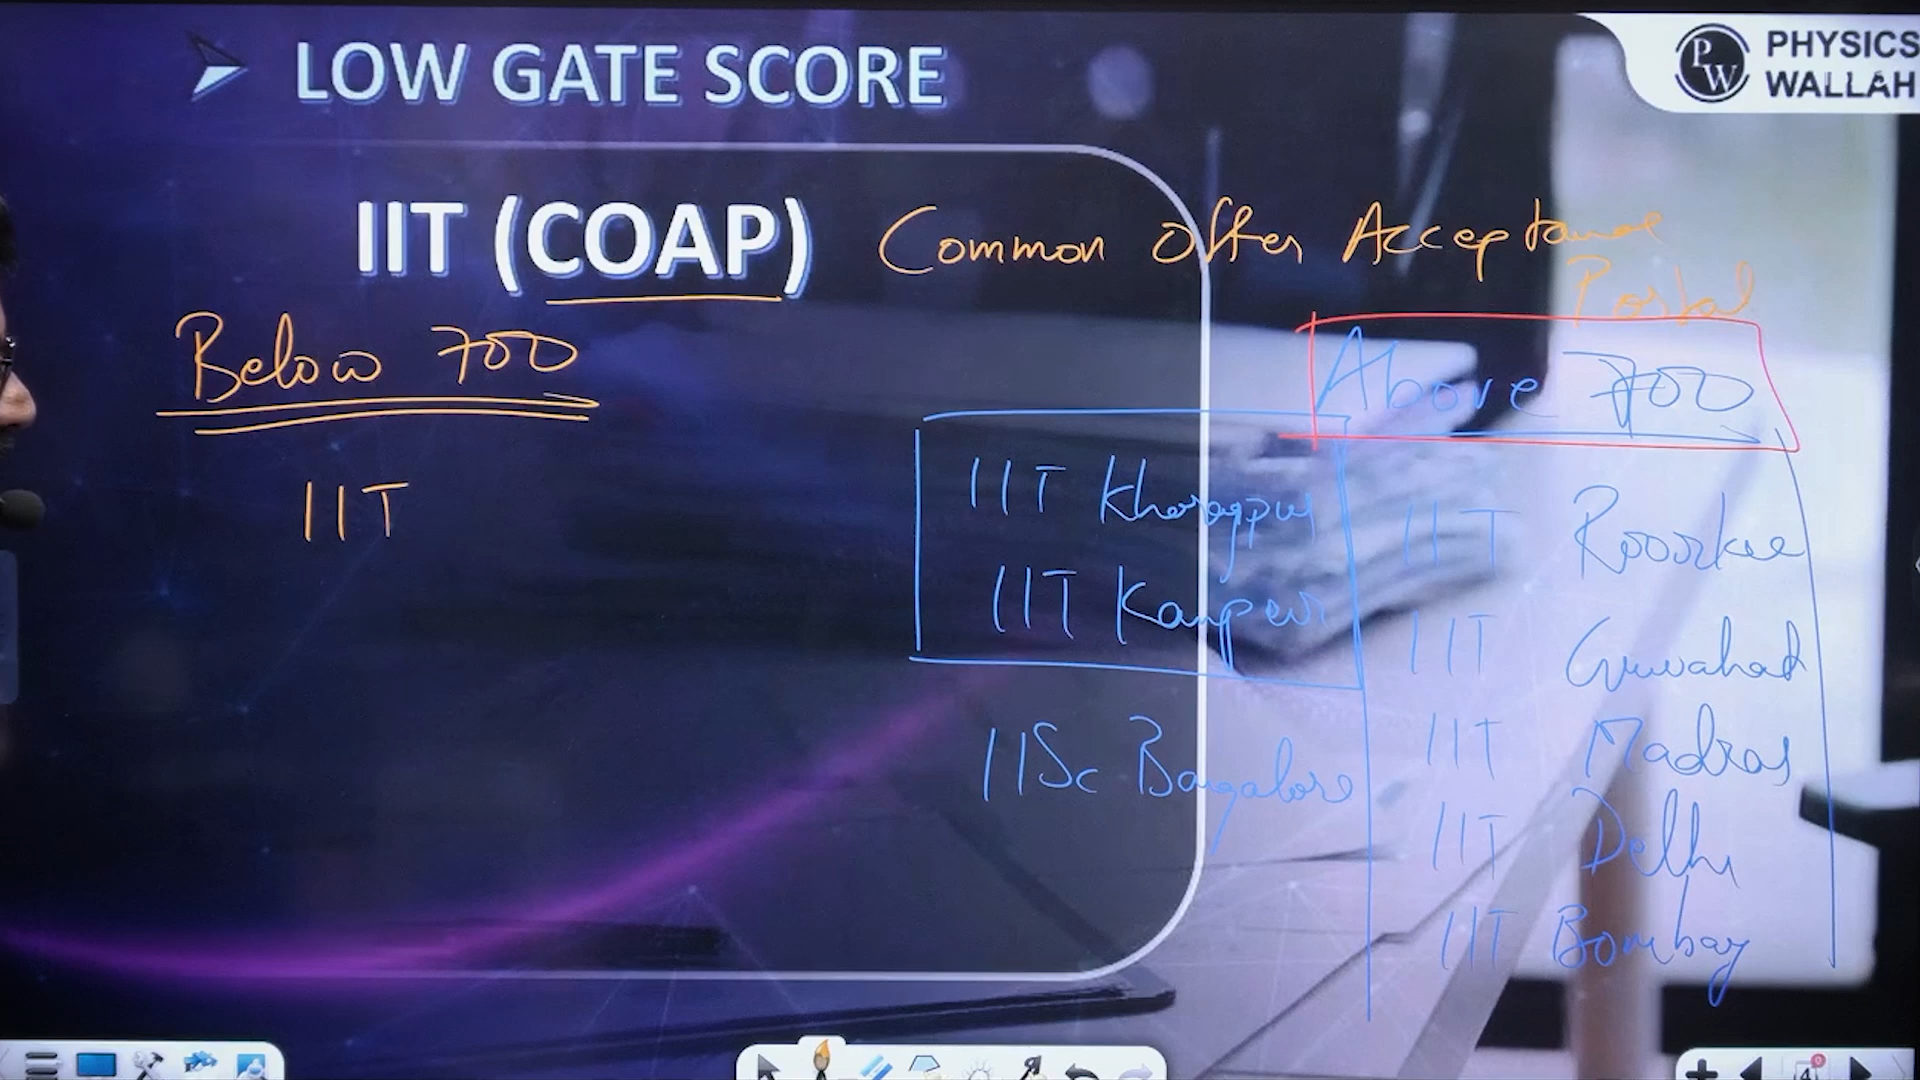 LOW GATE SCORE
PHYSICS
WALLAH
PW
IIT (COAP) Common Offer Acceptance
Portal
Below 700
Above 700
IIT
IIT Kharagpur
IIT Kanpur
IISc Bangalore
IIT Roorkee
IIT Guwahati
IIT Madras
IIT Delhi
IIT Bombay